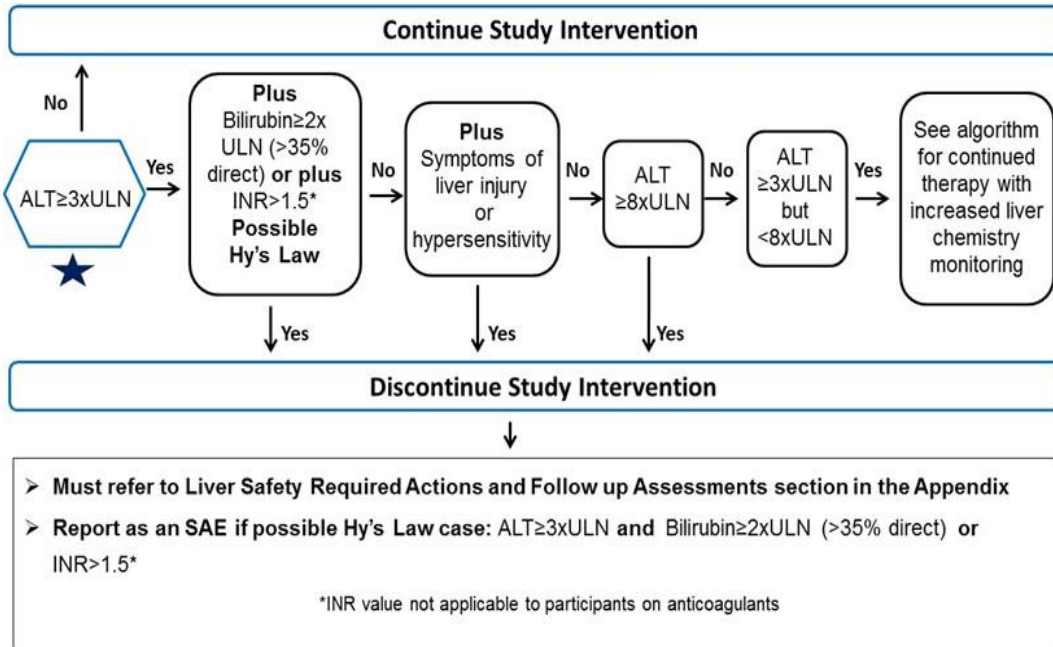 Continue Study Intervention
No
ALT≥3xULN
Yes
Plus
Bilirubin≥2x
ULN (>35%
direct) or plus
INR>1.5*
Possible
Hy's Law
No
Plus
Symptoms of
liver injury
or
hypersensitivity
No
ALT
≥8xULN
No
ALT
≥3xULN
but
<8xULN
Yes
See algorithm
for continued
therapy with
increased liver
chemistry
monitoring
Yes
Yes
Yes
Discontinue Study Intervention
➢ Must refer to Liver Safety Required Actions and Follow up Assessments section in the Appendix
➢ Report as an SAE if possible Hy's Law case: ALT≥3xULN and Bilirubin≥2xULN (>35% direct) or
INR>1.5*
*INR value not applicable to participants on anticoagulants